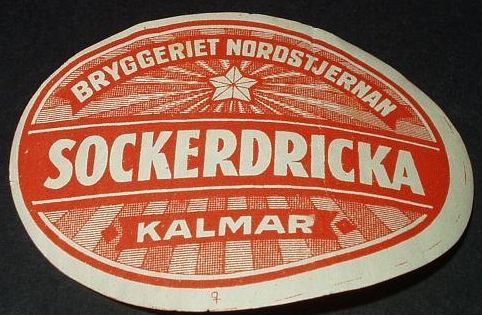 BRYGGERIET NORDSTJERNAN
SOCKERDRICKA
KALMAR